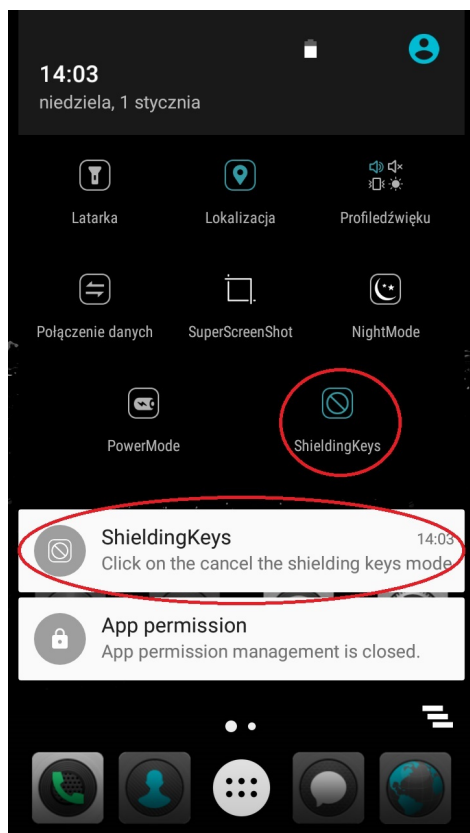 14:03
niedziela, 1 stycznia
Latarka
Lokalizacja
Profiledźwięku
Połączenie danych
SuperScreenShot
NightMode
PowerMode
ShieldingKeys
ShieldingKeys 14:03
Click on the cancel the shielding keys mode
App permission
App permission management is closed.